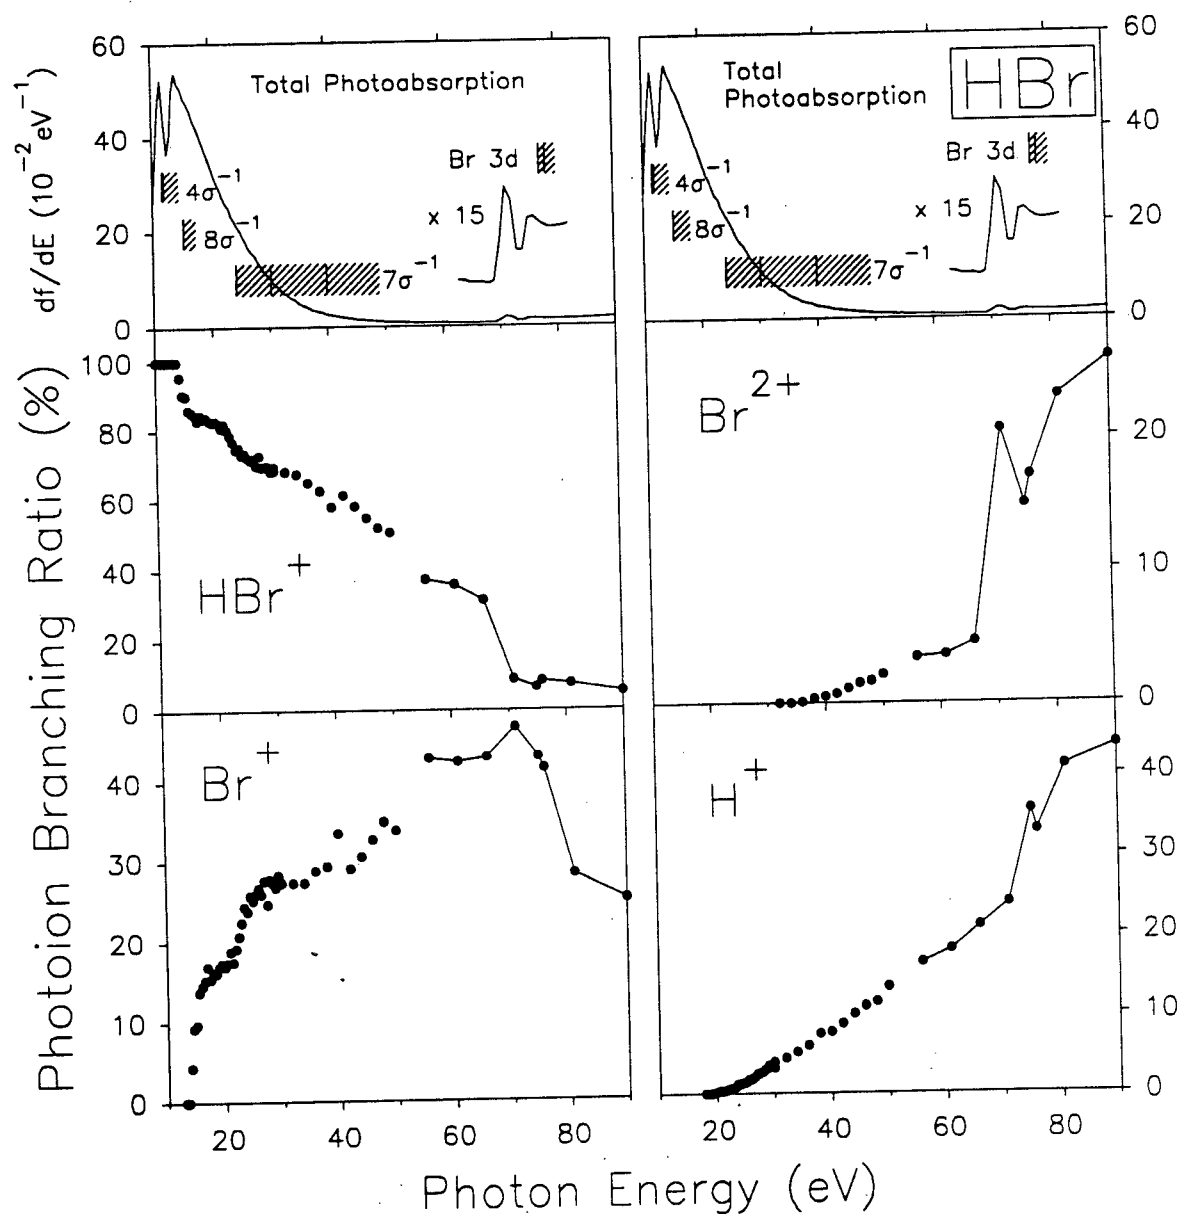 60
40
20
0
df/dE (10⁻² eV⁻¹)
Total Photoabsorption
Br 3d
4σ⁻¹
8σ⁻¹
× 15
7σ⁻¹
Total
Photoabsorption
HBr
Br 3d
4σ⁻¹
8σ⁻¹
× 15
7σ⁻¹
60
40
20
0
Photoion Branching Ratio (%)
100
80
60
40
20
0
HBr⁺
Br²⁺
20
10
0
40
30
20
10
0
Br⁺
H⁺
40
30
20
10
0
20 40 60 80
20 40 60 80
Photon Energy (eV)